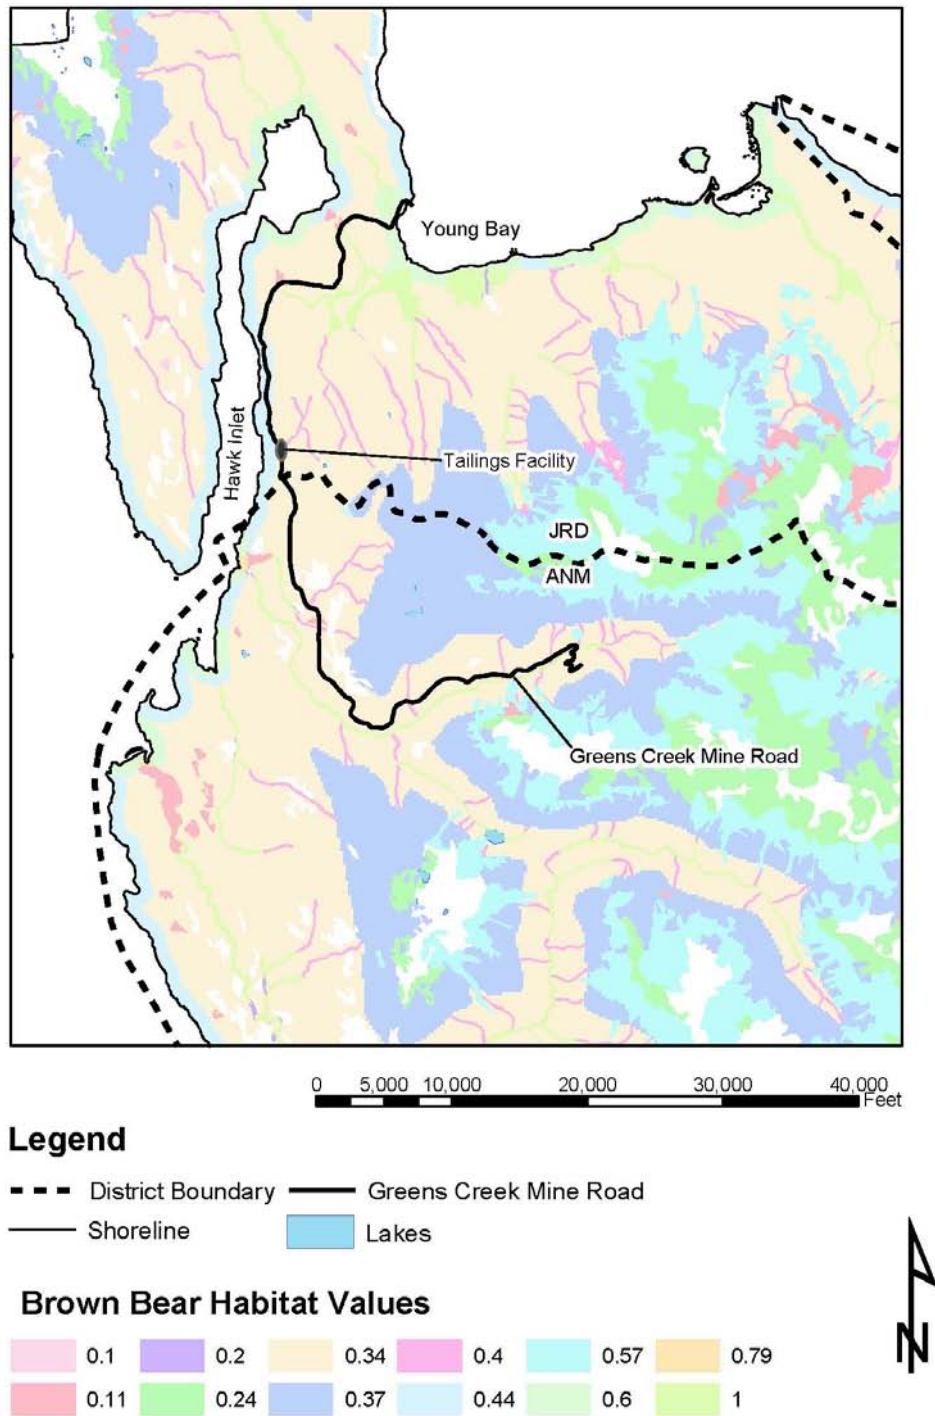 Young Bay
Hawk Inlet
Tailings Facility
JRD
ANM
Greens Creek Mine Road
0 5,000 10,000 20,000 30,000 40,000
Feet
Legend
District Boundary Greens Creek Mine Road
Shoreline Lakes
N
Brown Bear Habitat Values
0.1 0.2 0.34 0.4 0.57 0.79
0.11 0.24 0.37 0.44 0.6 1